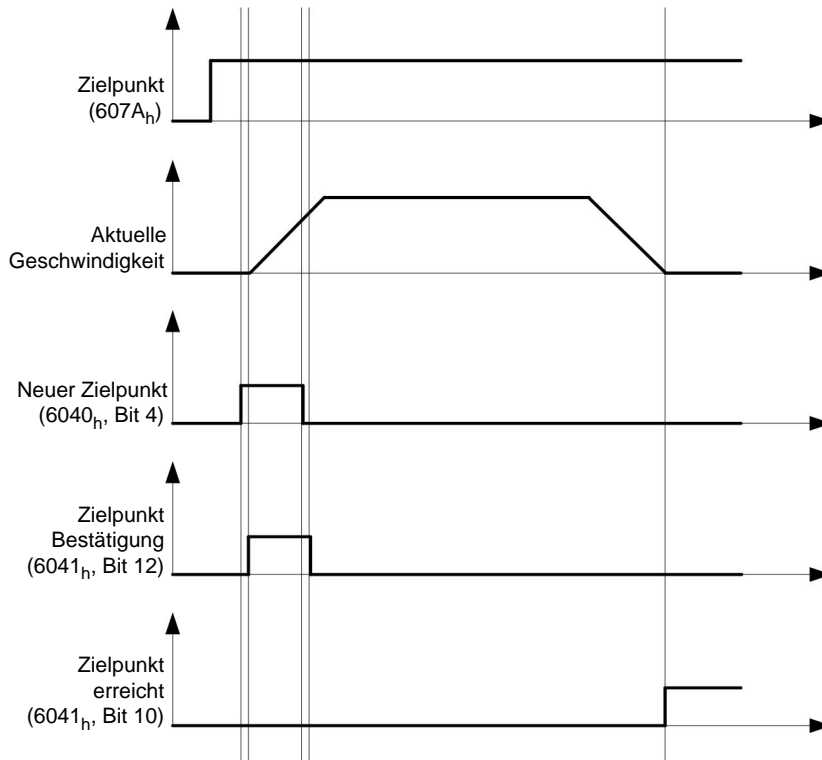 Zielpunkt
(607Ah)
Aktuelle
Geschwindigkeit
Neuer Zielpunkt
(6040h, Bit 4)
Zielpunkt
Bestätigung
(6041h, Bit 12)
Zielpunkt
erreicht
(6041h, Bit 10)